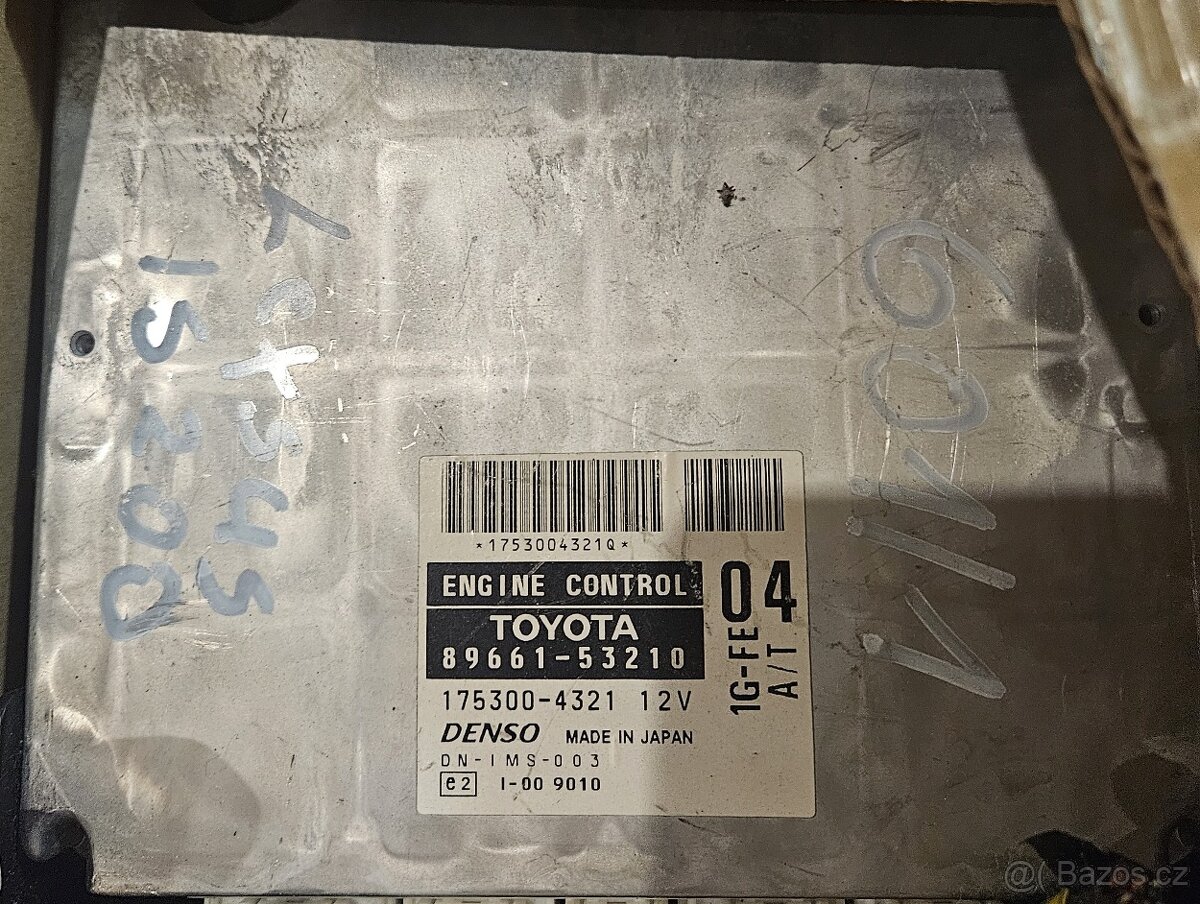 *1753004321Q*
ENGINE CONTROL
TOYOTA
89661-53210
04
1G-FE
A/T
175300-4321 12V
DENSO MADE IN JAPAN
DN-IMS-003
e2 I-00 9010
IS300
@( Bazos.cz